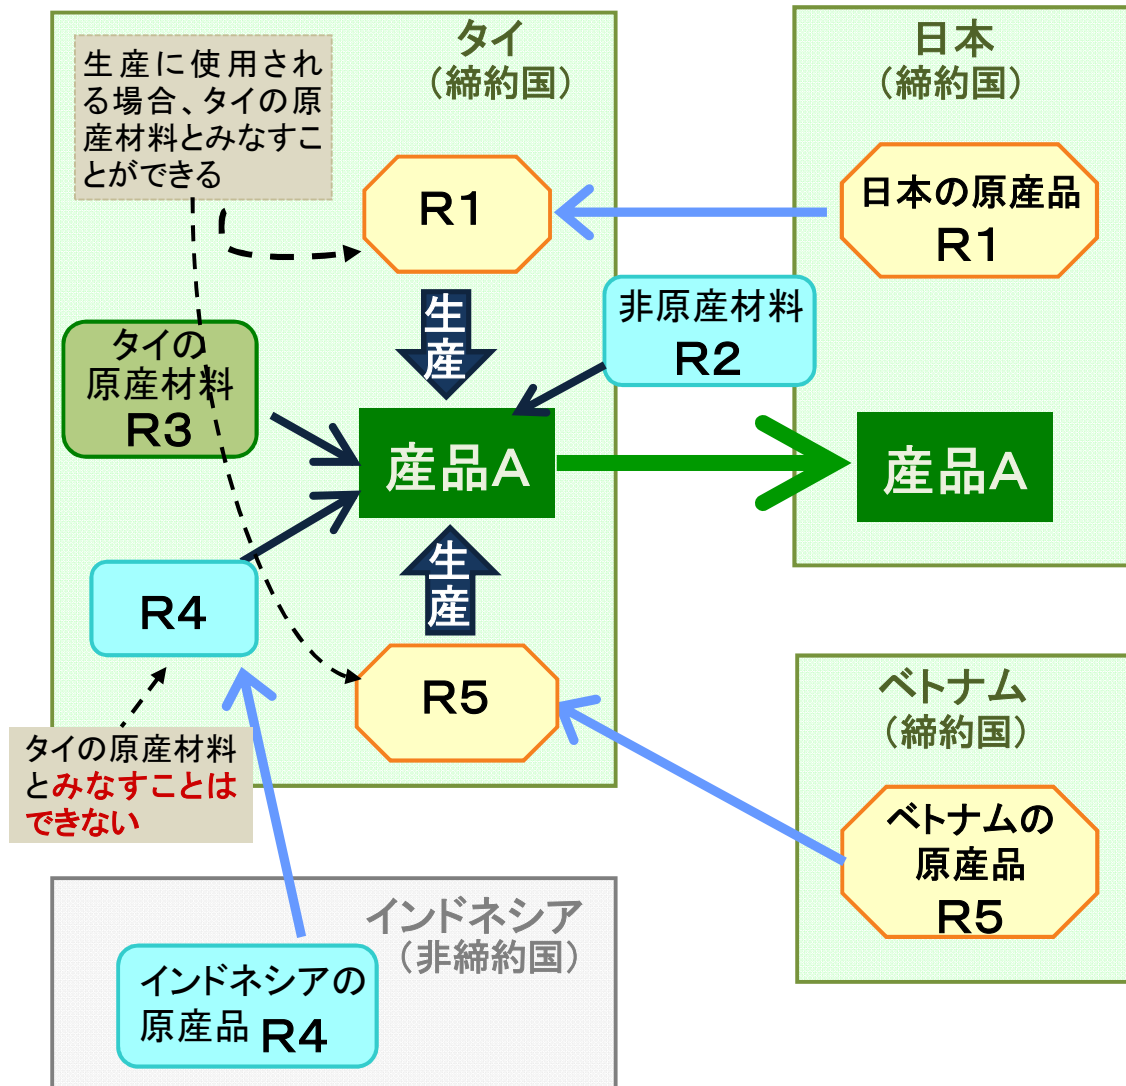 タイ
（締約国）
生産に使用され
る場合、タイの原
産材料とみなすこ
とができる
R1
生
産
タイの
原産材料
R3
非原産材料
R2
産品A
生
産
R4
R5
タイの原産材料
とみなすことは
できない
日本
（締約国）
日本の原産品
R1
産品A
ベトナム
（締約国）
ベトナムの
原産品
R5
インドネシア
（非締約国）
インドネシアの
原産品 R4